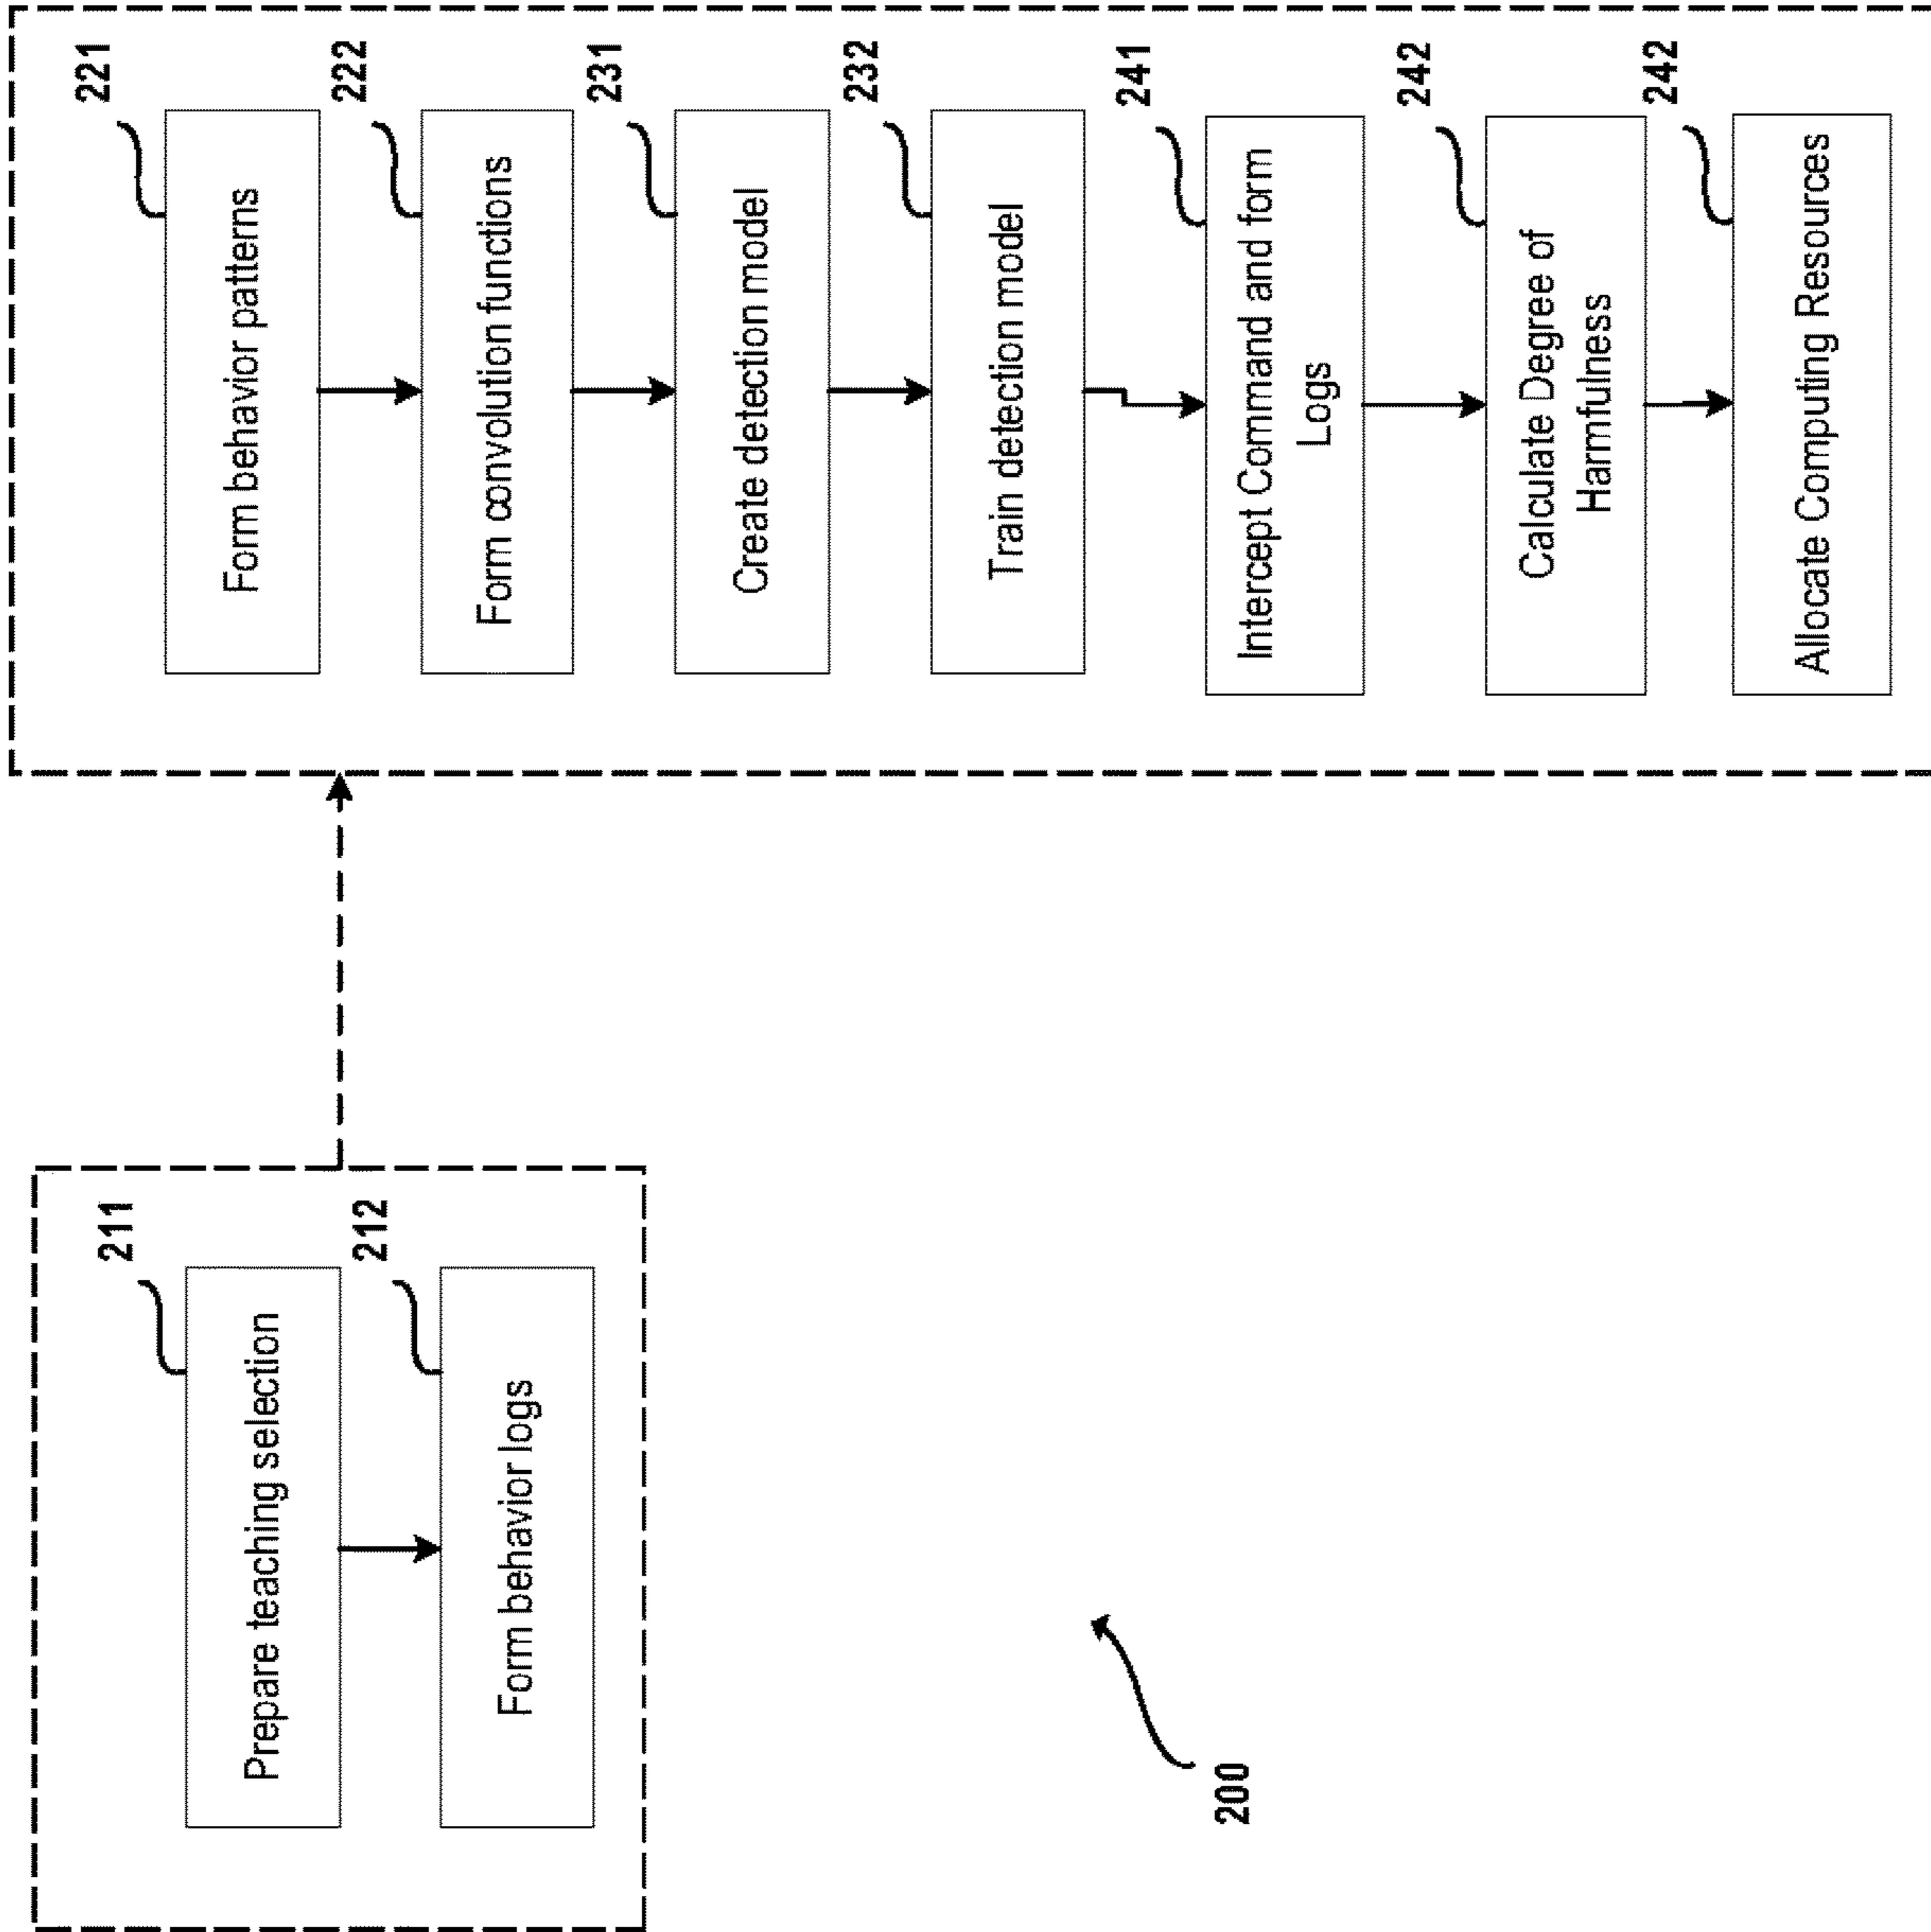 211
Prepare teaching selection
212
Form behavior logs
200
221
Form behavior patterns
222
Form convolution functions
231
Create detection model
232
Train detection model
241
Intercept Command and form
Logs
242
Calculate Degree of
Harmfulness
242
Allocate Computing Resources